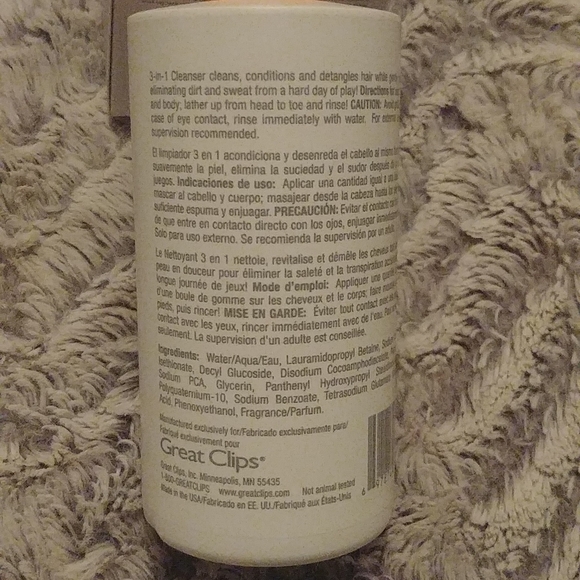 3-in-1 Cleanser cleans, conditions and detangles hair while
eliminating dirt and sweat from a hard day of play! Directions
and body, lather up from head to toe and rinse! CAUTION: Avoid
case of eye contact, rinse immediately with water. For external
supervision recommended.
El limpiador 3 en 1 acondiciona y desenreda el cabello al mismo
suavemente la piel, elimina la suciedad y el sudor después de
juegos. Indicaciones de uso: Aplicar una cantidad igual a
mascar al cabello y cuerpo; masajear desde la cabeza hasta
suficiente espuma y enjuagar. PRECAUCIÓN: Evitar el contacto
de que entre en contacto directo con los ojos, enjuagar
Solo para uso externo. Se recomienda la supervisión por un
Le Nettoyant 3 en 1 nettoie, revitalise et démêle les cheveux
peau en douceur pour éliminer la saleté et la transpiration
longue journée de jeux! Mode d'emploi: Appliquer une
d'une boule de gomme sur les cheveux et le corps; faire
pieds, puis rincer! MISE EN GARDE: Éviter tout contact
contact avec les yeux, rincer immédiatement avec de l'eau.
seulement. La supervision d'un adulte est conseillée.
Ingredients: Water/Aqua/Eau, Lauramidopropyl Betaine,
Isethionate, Decyl Glucoside, Disodium Cocoamphodiacetate,
Sodium PCA, Glycerin, Panthenyl Hydroxypropyl
Polyquaternium-10, Sodium Benzoate, Tetrasodium
Acid, Phenoxyethanol, Fragrance/Parfum.
Manufactured exclusively for/Fabricado exclusivamente para/
Fabriqué exclusivement pour
Great Clips®
Great Clips, Inc. Minneapolis, MN 55435
1-800-GREATCLIPS www.greatclips.com Not animal tested
Made in the USA/Fabricado en EE. UU./Fabriqué aux États-Unis